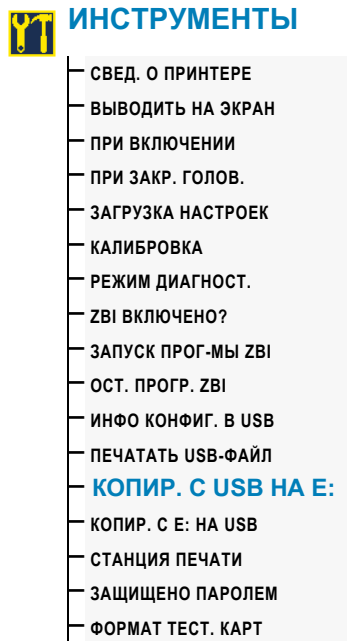 ИНСТРУМЕНТЫ
СВЕД. О ПРИНТЕРЕ
ВЫВОДИТЬ НА ЭКРАН
ПРИ ВКЛЮЧЕНИИ
ПРИ ЗАКР. ГОЛОВ.
ЗАГРУЗКА НАСТРОЕК
КАЛИБРОВКА
РЕЖИМ ДИАГНОСТ.
ZBI ВКЛЮЧЕНО?
ЗАПУСК ПРОГ-МЫ ZBI
ОСТ. ПРОГР. ZBI
ИНФО КОНФИГ. В USB
ПЕЧАТАТЬ USB-ФАЙЛ
КОПИР. С USB НА E:
КОПИР. С E: НА USB
СТАНЦИЯ ПЕЧАТИ
ЗАЩИЩЕНО ПАРОЛЕМ
ФОРМАТ ТЕСТ. КАРТ